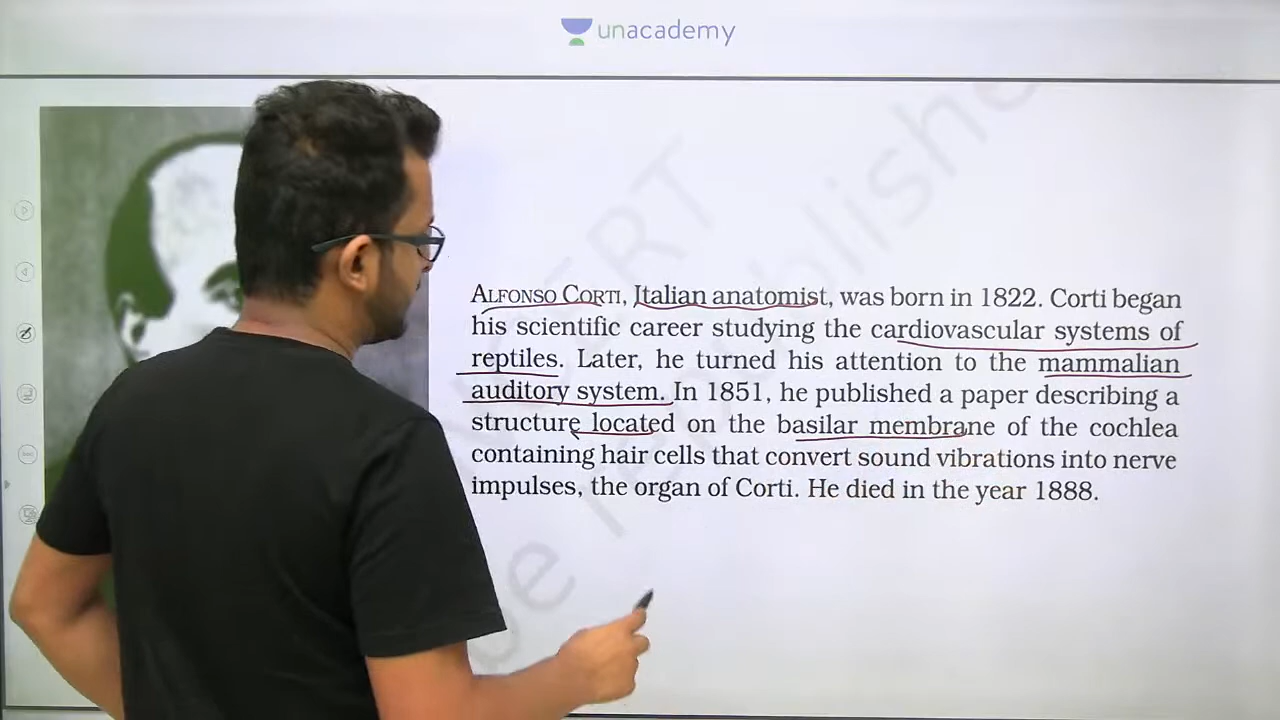 unacademy
ALFONSO CORTI, Italian anatomist, was born in 1822. Corti began
his scientific career studying the cardiovascular systems of
reptiles. Later, he turned his attention to the mammalian
auditory system. In 1851, he published a paper describing a
structure located on the basilar membrane of the cochlea
containing hair cells that convert sound vibrations into nerve
impulses, the organ of Corti. He died in the year 1888.